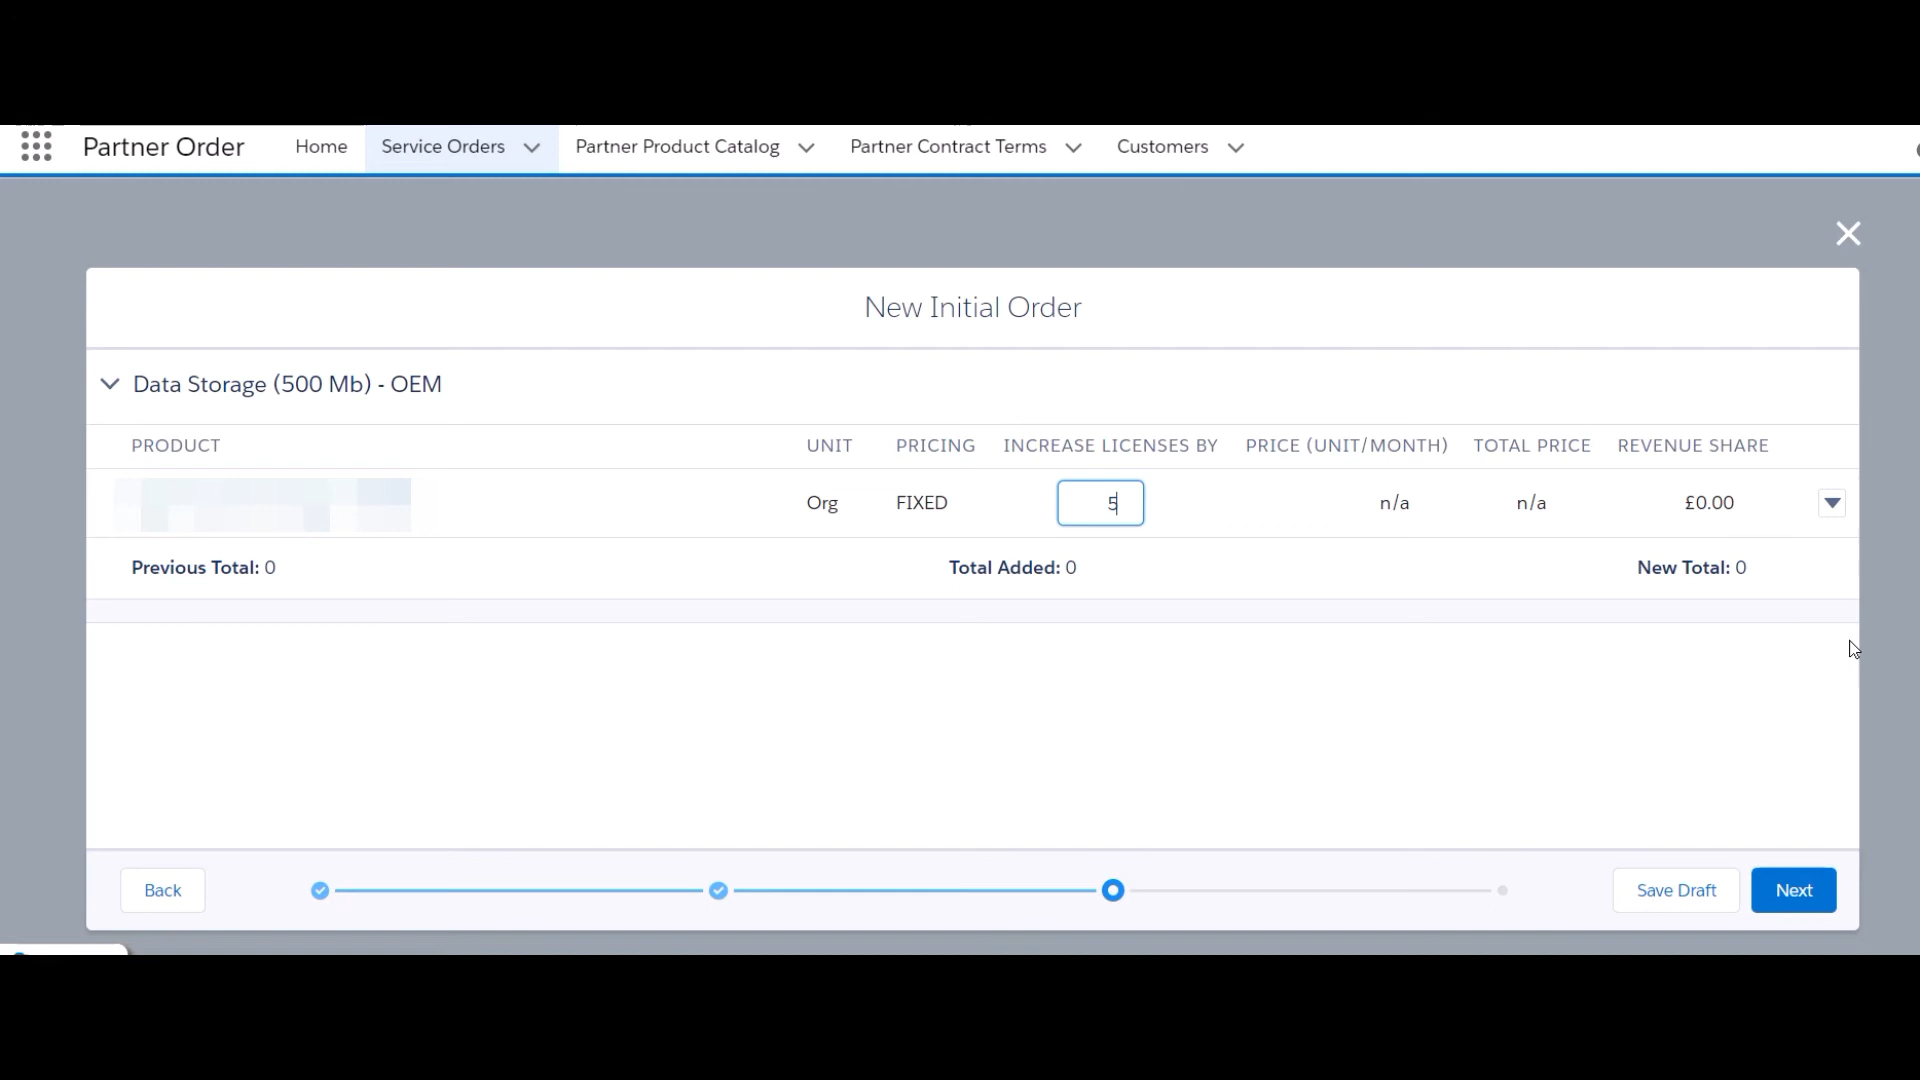 Partner Order Home Service Orders Partner Product Catalog Partner Contract Terms Customers
New Initial Order
Data Storage (500 Mb) - OEM
PRODUCT UNIT PRICING INCREASE LICENSES BY PRICE (UNIT/MONTH) TOTAL PRICE REVENUE SHARE
Org FIXED 5 n/a n/a £0.00
Previous Total: 0 Total Added: 0 New Total: 0
Back Save Draft Next